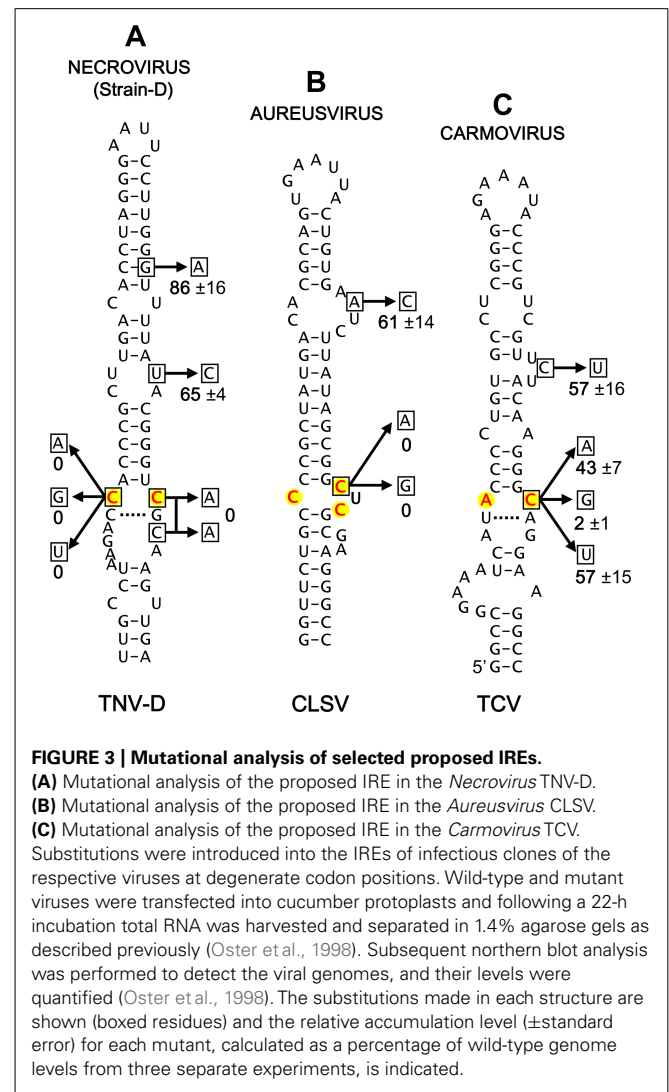 A
NECROVIRUS
(Strain-D)
A U
A U
G-C
G-C
G-U
A-U
U-G
C-G
C-G
A
86 ±16
A-U
C U
A U
G U
U-A
U U
C
65 ±4
C A
G-C
C-G
C-G
C-G
A-U
A
0
G
0
U
0
C C
A
C G
A C
A
0
G A
A
U-A
C G
C U
G-U
U-G
U-A
TNV-D
B
AUREUSVIRUS
A A
G U
G U
U A
G-C
A-U
C-G
G-U
C-G
A
A A
C
61 ±14
C U
C
A-U
G-U
U-A
A-U
U-A
C-G
G-C
C-G
A
0
C C
G
0
U
C
C-G
G-C
U-A G
C-G A
U-G
U-G
G-C
G-C
CLSV
C
CARMOVIRUS
A A A
G U
A A
G-C
G-C
G-C
C-G
U U
C C
C-G
G-U U
C
U
57 ±16
U
U-A U
G-C
U-A
C A
C-G
C-G
C-G
A
43 ±7
A C
G
2 ±1
U
57 ±15
U A
A G
C-G
A A U-A
A A
G G C-G
C-G
C-G
5'G-C
TCV
FIGURE 3 | Mutational analysis of selected proposed IREs.
(A) Mutational analysis of the proposed IRE in the Necrovirus TNV-D.
(B) Mutational analysis of the proposed IRE in the Aureusvirus CLSV.
(C) Mutational analysis of the proposed IRE in the Carmovirus TCV.
Substitutions were introduced into the IREs of infectious clones of the
respective viruses at degenerate codon positions. Wild-type and mutant
viruses were transfected into cucumber protoplasts and following a 22-h
incubation total RNA was harvested and separated in 1.4% agarose gels as
described previously (Oster et al., 1998). Subsequent northern blot analysis
was performed to detect the viral genomes, and their levels were
quantified (Oster et al., 1998). The substitutions made in each structure are
shown (boxed residues) and the relative accumulation level (±standard
error) for each mutant, calculated as a percentage of wild-type genome
levels from three separate experiments, is indicated.